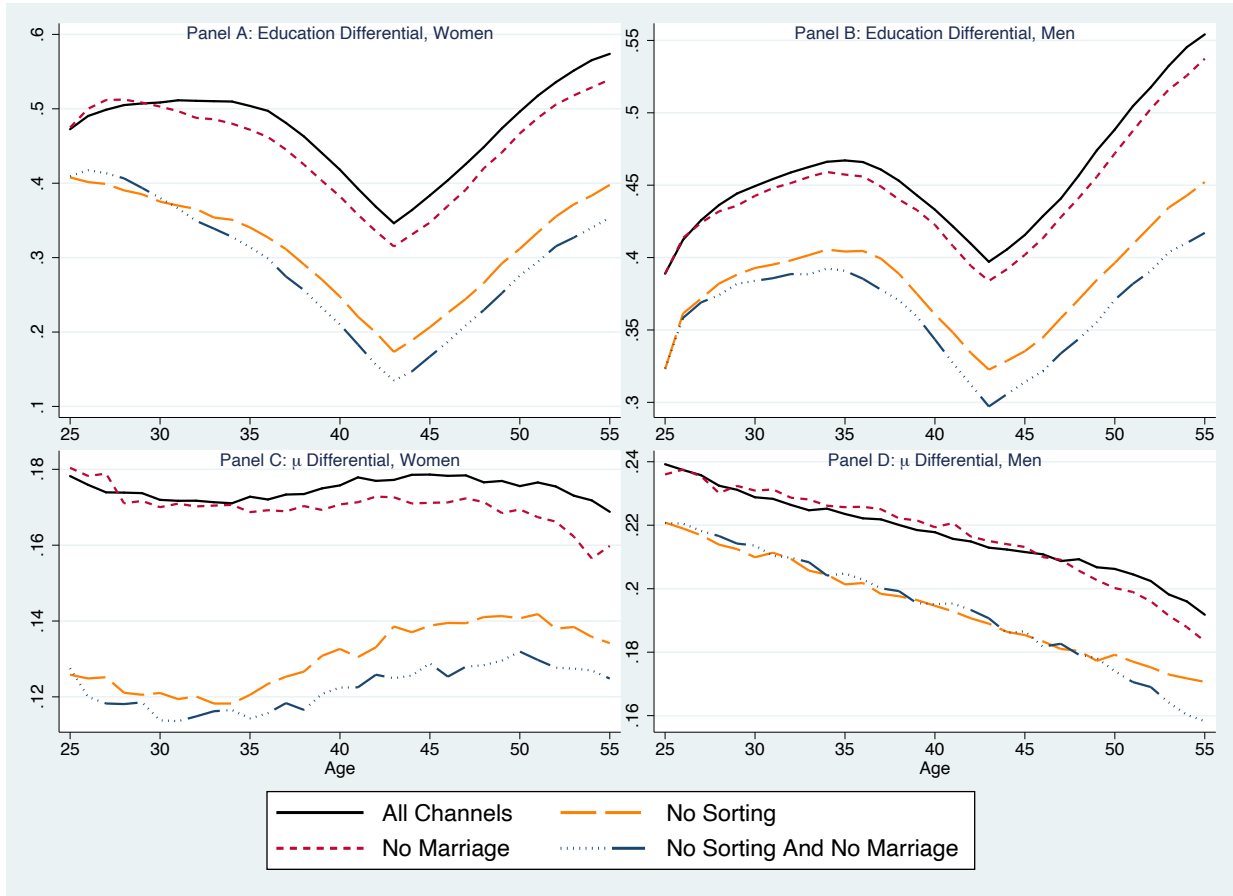 Panel A: Education Differential, Women
.6
.5
.4
.3
.2
.1
25 30 35 40 45 50 55
Panel B: Education Differential, Men
.55
.5
.45
.4
.35
.3
25 30 35 40 45 50 55
Panel C: μ Differential, Women
.18
.16
.14
.12
25 30 35 40 45 50 55
Age
Panel D: μ Differential, Men
.24
.22
.2
.18
.16
25 30 35 40 45 50 55
Age
All Channels No Sorting
No Marriage No Sorting And No Marriage